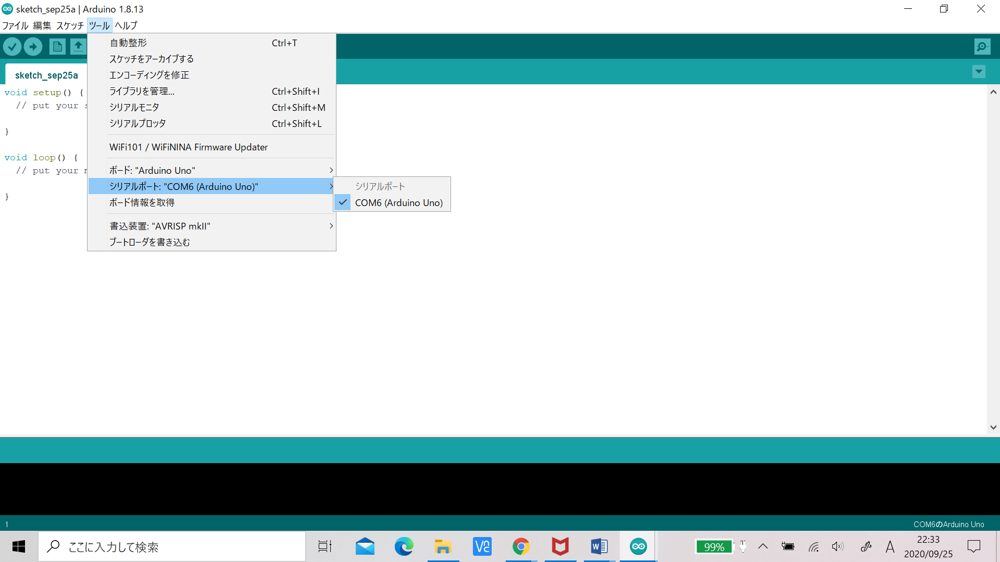 sketch_sep25a | Arduino 1.8.13
ファイル 編集 スケッチ ツール ヘルプ
自動整形 Ctrl+T
スケッチをアーカイブする
エンコーディングを修正
ライブラリを管理... Ctrl+Shift+I
シリアルモニタ Ctrl+Shift+M
シリアルプロッタ Ctrl+Shift+L
WiFi101 / WiFiNINA Firmware Updater
ボード: "Arduino Uno"
シリアルポート: "COM6 (Arduino Uno)"
ボード情報を取得
書込装置: "AVRISP mkII"
ブートローダを書き込む
シリアルポート
COM6 (Arduino Uno)
sketch_sep25a
void setup() {
// put your s
}
void loop() {
// put your
}
1
COM6のArduino Uno
ここに入力して検索
99%
A
22:33
2020/09/25